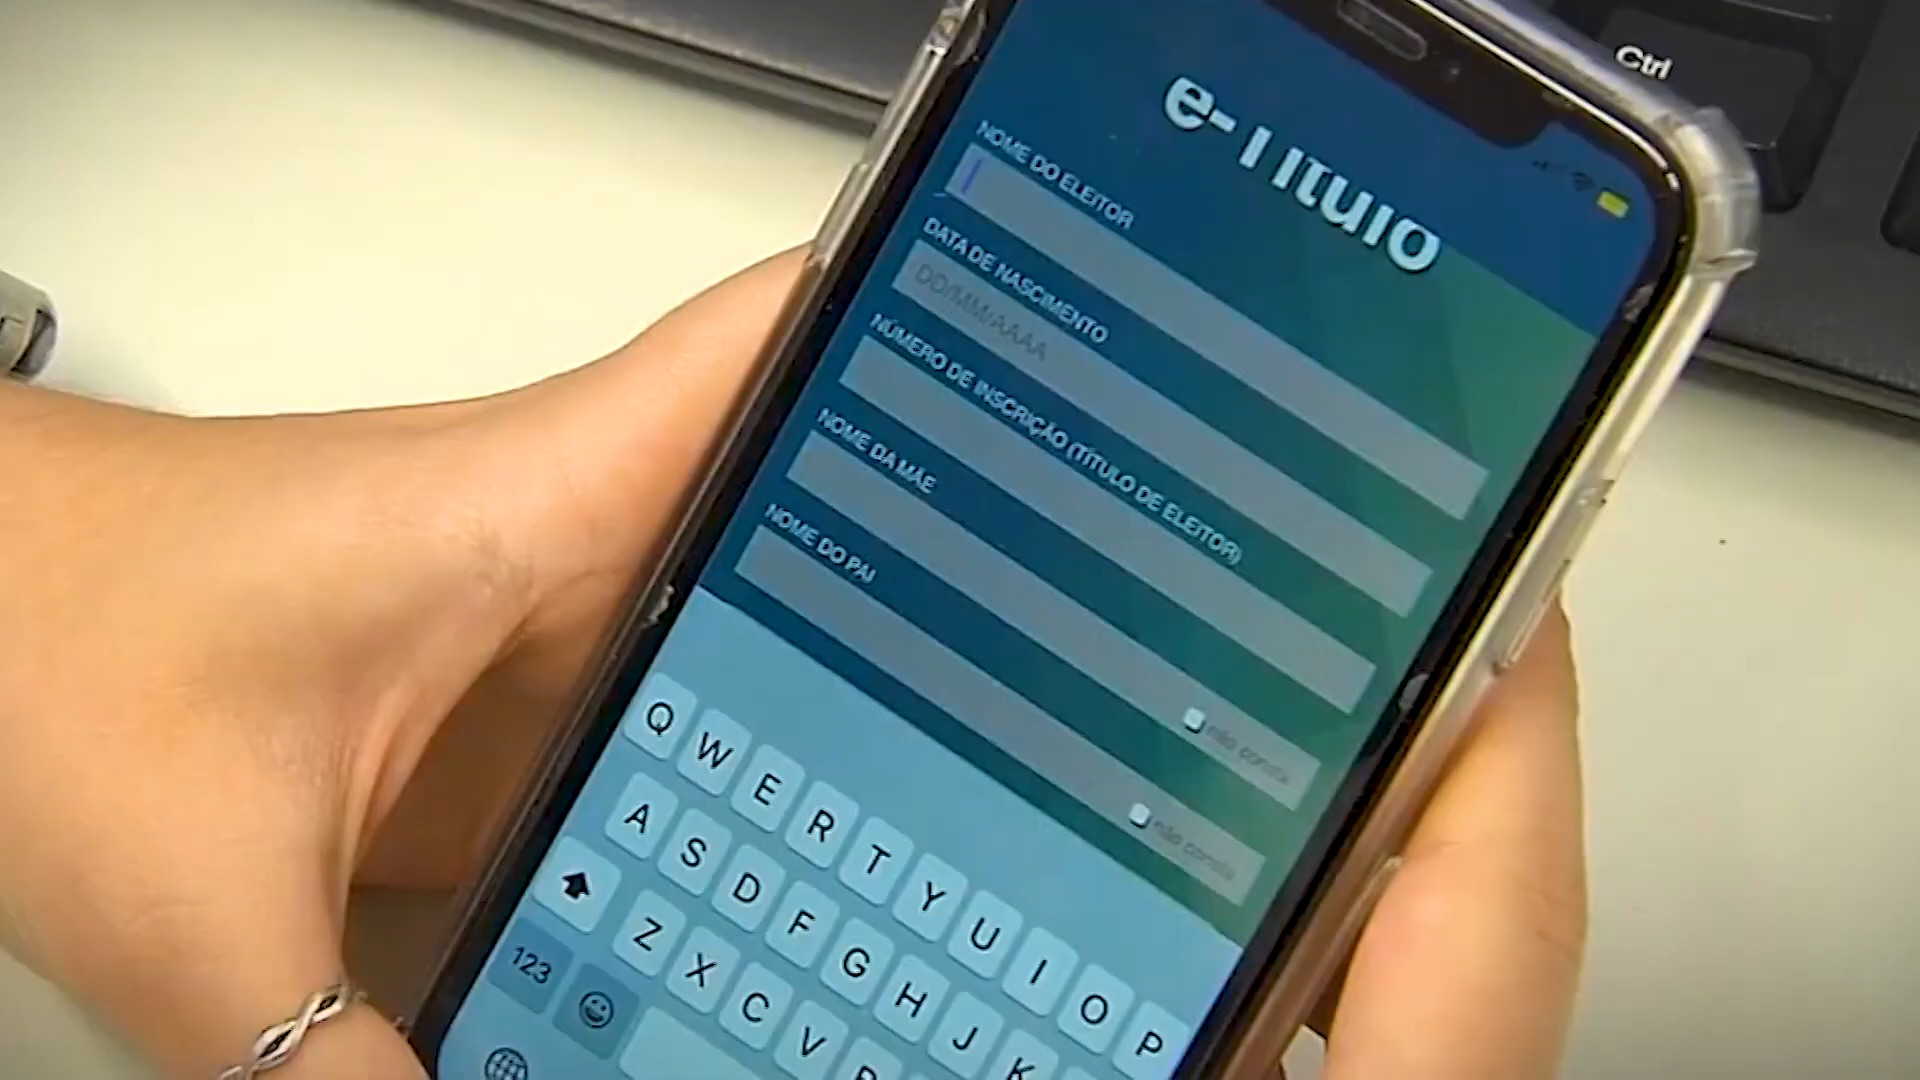 Ctrl
e-Título
NOME DO ELEITOR
DATA DE NASCIMENTO
DD/MM/AAAA
NÚMERO DE INSCRIÇÃO (TÍTULO DE ELEITOR)
NOME DA MÃE
não consta
NOME DO PAI
não consta
Q W E R T Y U I O P
A S D F G H J K
Z X C V
123